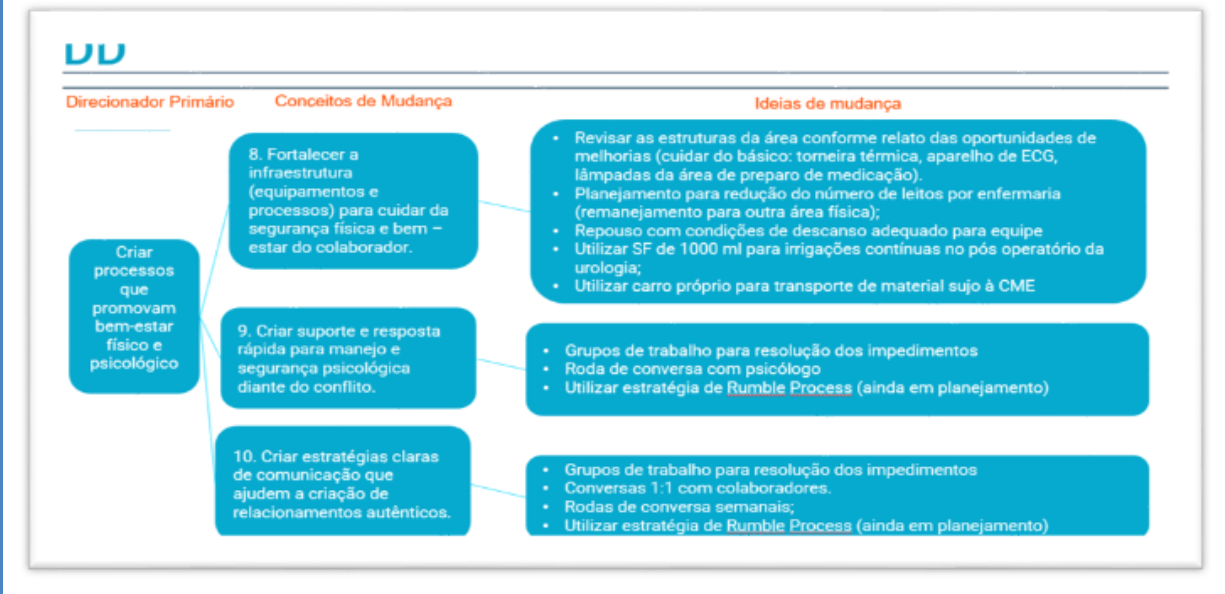 DD
Direcionador Primário
Conceitos de Mudança
Ideias de mudança
Criar
processos
que
promovam
bem-estar
físico e
psicológico
8. Fortalecer a
infraestrutura
(equipamentos e
processos) para cuidar da
segurança física e bem –
estar do colaborador.
• Revisar as estruturas da área conforme relato das oportunidades de
melhorias (cuidar do básico: torneira térmica, aparelho de ECG,
lâmpadas da área de preparo de medicação).
• Planejamento para redução do número de leitos por enfermaria
(remanejamento para outra área física);
• Repouso com condições de descanso adequado para equipe
• Utilizar SF de 1000 ml para irrigações contínuas no pós operatório da
urologia;
• Utilizar carro próprio para transporte de material sujo à CME
9. Criar suporte e resposta
rápida para manejo e
segurança psicológica
diante do conflito.
• Grupos de trabalho para resolução dos impedimentos
• Roda de conversa com psicólogo
• Utilizar estratégia de Rumble Process (ainda em planejamento)
10. Criar estratégias claras
de comunicação que
ajudem a criação de
relacionamentos autênticos.
• Grupos de trabalho para resolução dos impedimentos
• Conversas 1:1 com colaboradores.
• Rodas de conversa semanais;
• Utilizar estratégia de Rumble Process (ainda em planejamento)